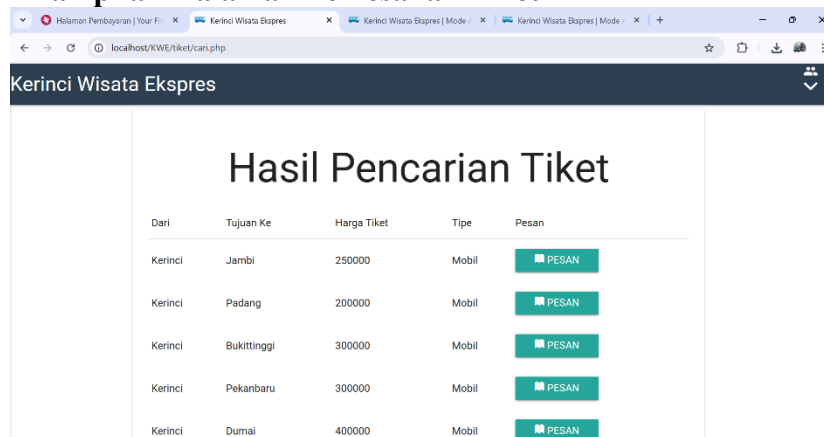 Halaman Pembayaran | Your Fin
Kerinci Wisata Ekspres
Kerinci Wisata Ekspres | Mode
Kerinci Wisata Ekspres | Mode
localhost/KWE/tiket/cari.php
Kerinci Wisata Ekspres
Hasil Pencarian Tiket
Dari Tujuan Ke Harga Tiket Tipe Pesan
Kerinci Jambi 250000 Mobil PESAN
Kerinci Padang 200000 Mobil PESAN
Kerinci Bukittinggi 300000 Mobil PESAN
Kerinci Pekanbaru 300000 Mobil PESAN
Kerinci Dumai 400000 Mobil PESAN